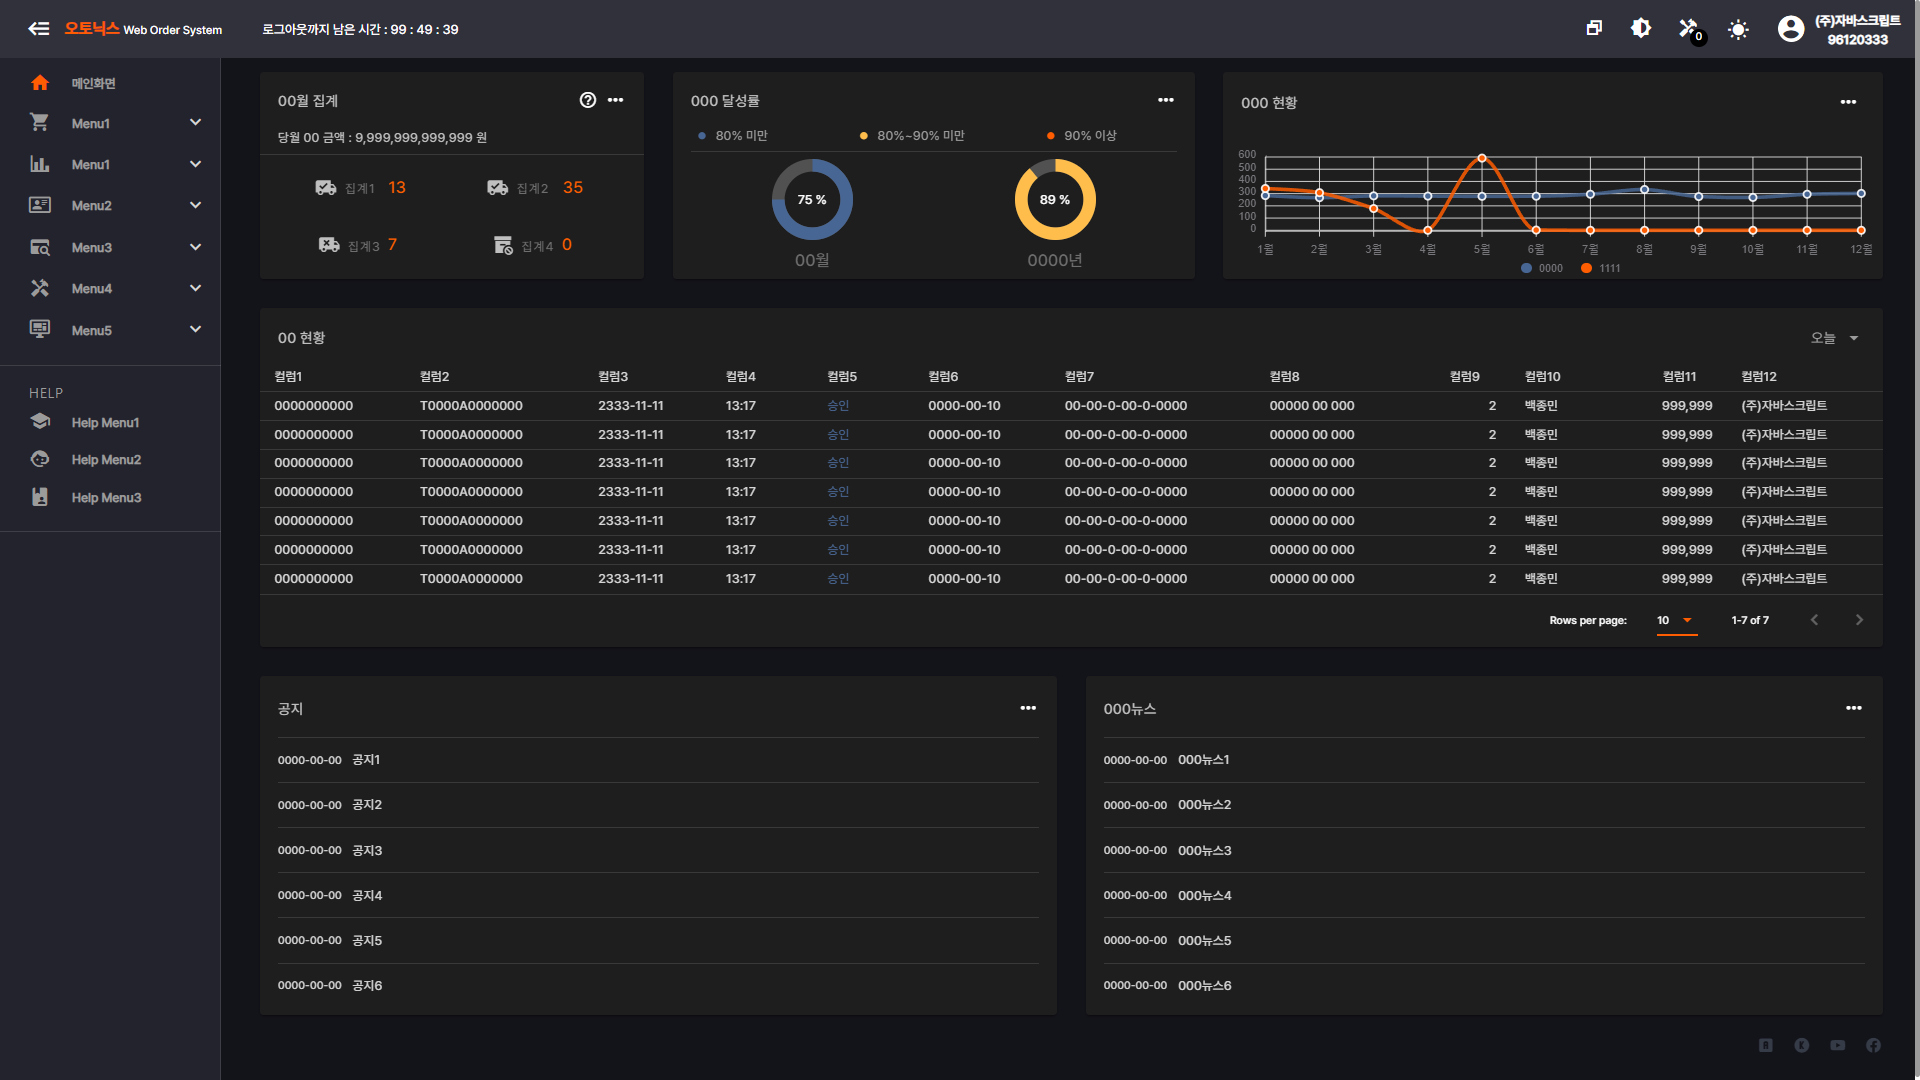 오토닉스 Web Order System
로그아웃까지 남은 시간 : 99 : 49 : 39
0
(주)자바스크립트
96120333
메인화면
Menu1
Menu1
Menu2
Menu3
Menu4
Menu5
HELP
Help Menu1
Help Menu2
Help Menu3
00월 집계
당월 00 금액 : 9,999,999,999,999 원
집계1 13
집계2 35
집계3 7
집계4 0
000 달성률
80% 미만
80%~90% 미만
90% 이상
75 %
89 %
00월
0000년
000 현황
600
500
400
300
200
100
0
1월 2월 3월 4월 5월 6월 7월 8월 9월 10월 11월 12월
0000 1111
00 현황
오늘
컬럼1 컬럼2 컬럼3 컬럼4 컬럼5 컬럼6 컬럼7 컬럼8 컬럼9 컬럼10 컬럼11 컬럼12
0000000000 T0000A0000000 2333-11-11 13:17 승인 0000-00-10 00-00-0-00-0-0000 00000 00 000 2 백종민 999,999 (주)자바스크립트
0000000000 T0000A0000000 2333-11-11 13:17 승인 0000-00-10 00-00-0-00-0-0000 00000 00 000 2 백종민 999,999 (주)자바스크립트
0000000000 T0000A0000000 2333-11-11 13:17 승인 0000-00-10 00-00-0-00-0-0000 00000 00 000 2 백종민 999,999 (주)자바스크립트
0000000000 T0000A0000000 2333-11-11 13:17 승인 0000-00-10 00-00-0-00-0-0000 00000 00 000 2 백종민 999,999 (주)자바스크립트
0000000000 T0000A0000000 2333-11-11 13:17 승인 0000-00-10 00-00-0-00-0-0000 00000 00 000 2 백종민 999,999 (주)자바스크립트
0000000000 T0000A0000000 2333-11-11 13:17 승인 0000-00-10 00-00-0-00-0-0000 00000 00 000 2 백종민 999,999 (주)자바스크립트
0000000000 T0000A0000000 2333-11-11 13:17 승인 0000-00-10 00-00-0-00-0-0000 00000 00 000 2 백종민 999,999 (주)자바스크립트
Rows per page: 10 1-7 of 7
공지
0000-00-00 공지1
0000-00-00 공지2
0000-00-00 공지3
0000-00-00 공지4
0000-00-00 공지5
0000-00-00 공지6
000뉴스
0000-00-00 000뉴스1
0000-00-00 000뉴스2
0000-00-00 000뉴스3
0000-00-00 000뉴스4
0000-00-00 000뉴스5
0000-00-00 000뉴스6